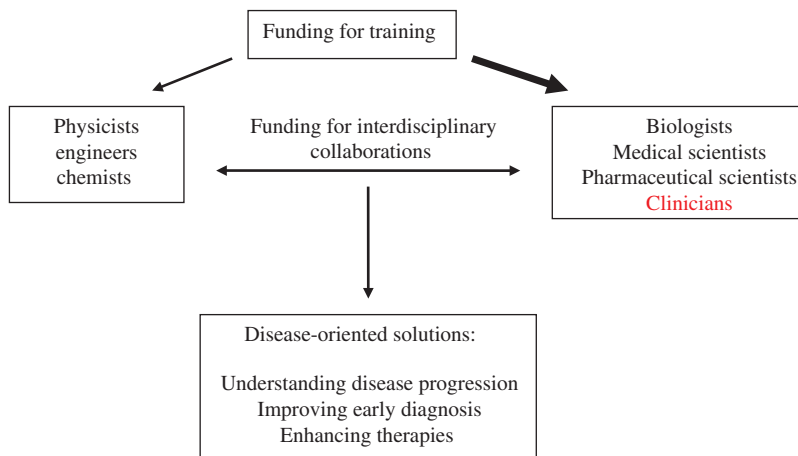 Funding for training
Physicists
engineers
chemists
Funding for interdisciplinary
collaborations
Biologists
Medical scientists
Pharmaceutical scientists
Clinicians
Disease-oriented solutions:
Understanding disease progression
Improving early diagnosis
Enhancing therapies